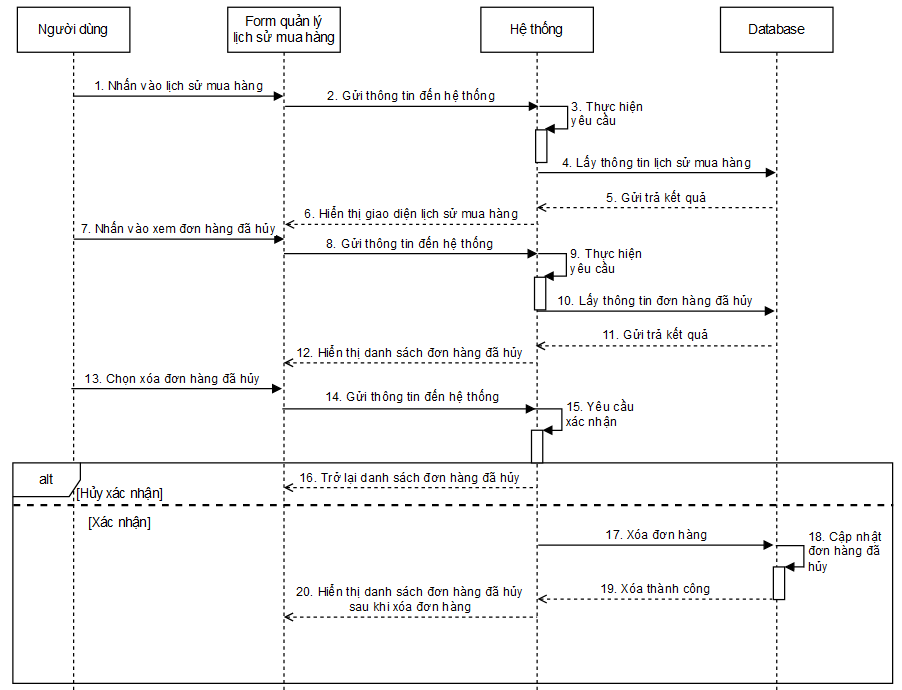 Người dùng
Form quản lý
lịch sử mua hàng
Hệ thống
Database
1. Nhấn vào lịch sử mua hàng
2. Gửi thông tin đến hệ thống
3. Thực hiện
yêu cầu
4. Lấy thông tin lịch sử mua hàng
5. Gửi trả kết quả
6. Hiển thị giao diện lịch sử mua hàng
7. Nhấn vào xem đơn hàng đã hủy
8. Gửi thông tin đến hệ thống
9. Thực hiện
yêu cầu
10. Lấy thông tin đơn hàng đã hủy
11. Gửi trả kết quả
12. Hiển thị danh sách đơn hàng đã hủy
13. Chọn xóa đơn hàng đã hủy
14. Gửi thông tin đến hệ thống
15. Yêu cầu
xác nhận
alt
16. Trở lại danh sách đơn hàng đã hủy
[Hủy xác nhận]
[Xác nhận]
17. Xóa đơn hàng
18. Cập nhật
đơn hàng đã
hủy
19. Xóa thành công
20. Hiển thị danh sách đơn hàng đã hủy
sau khi xóa đơn hàng